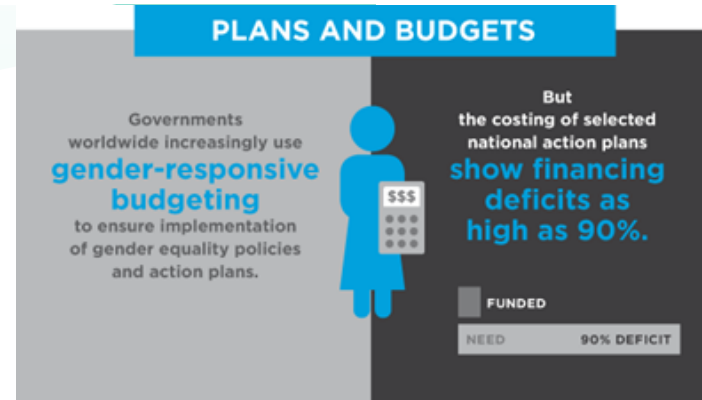 PLANS AND BUDGETS
Governments
worldwide increasingly use
gender-responsive
budgeting
to ensure implementation
of gender equality policies
and action plans.
$$$
But
the costing of selected
national action plans
show financing
deficits as
high as 90%.
FUNDED
NEED 90% DEFICIT